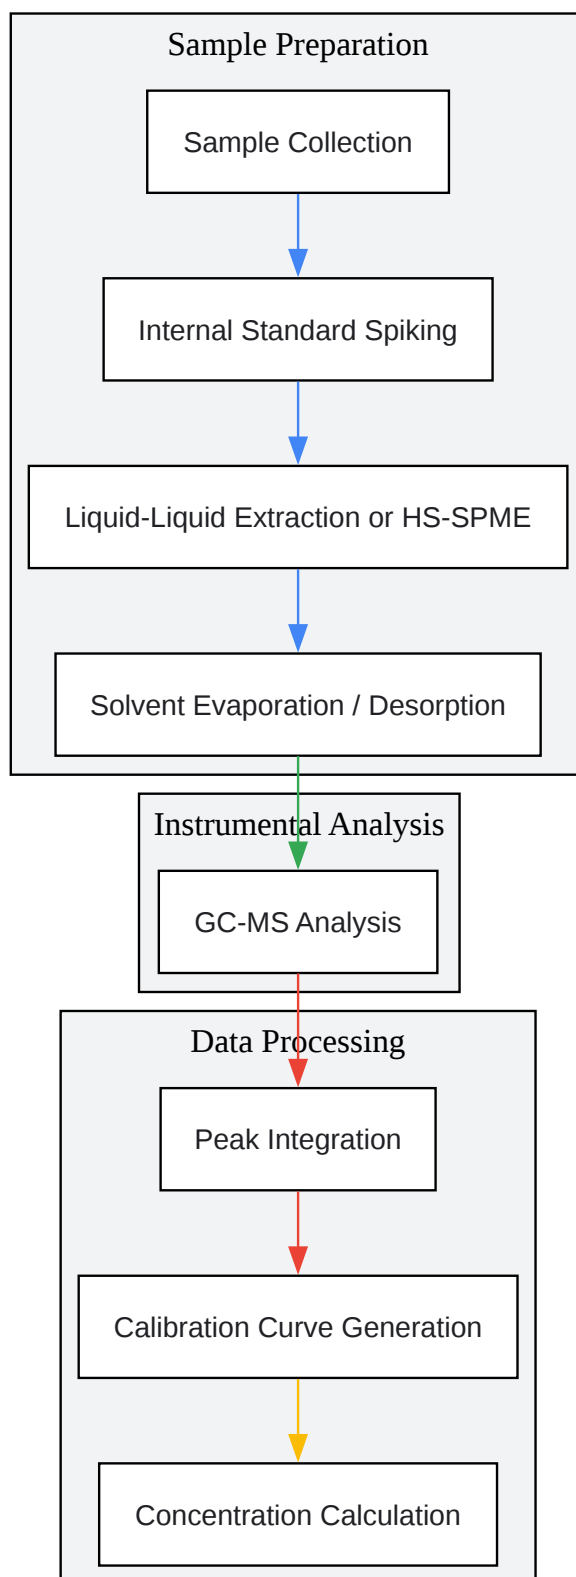 Sample Preparation
Sample Collection
Internal Standard Spiking
Liquid-Liquid Extraction or HS-SPME
Solvent Evaporation / Desorption
Instrumental Analysis
GC-MS Analysis
Data Processing
Peak Integration
Calibration Curve Generation
Concentration Calculation